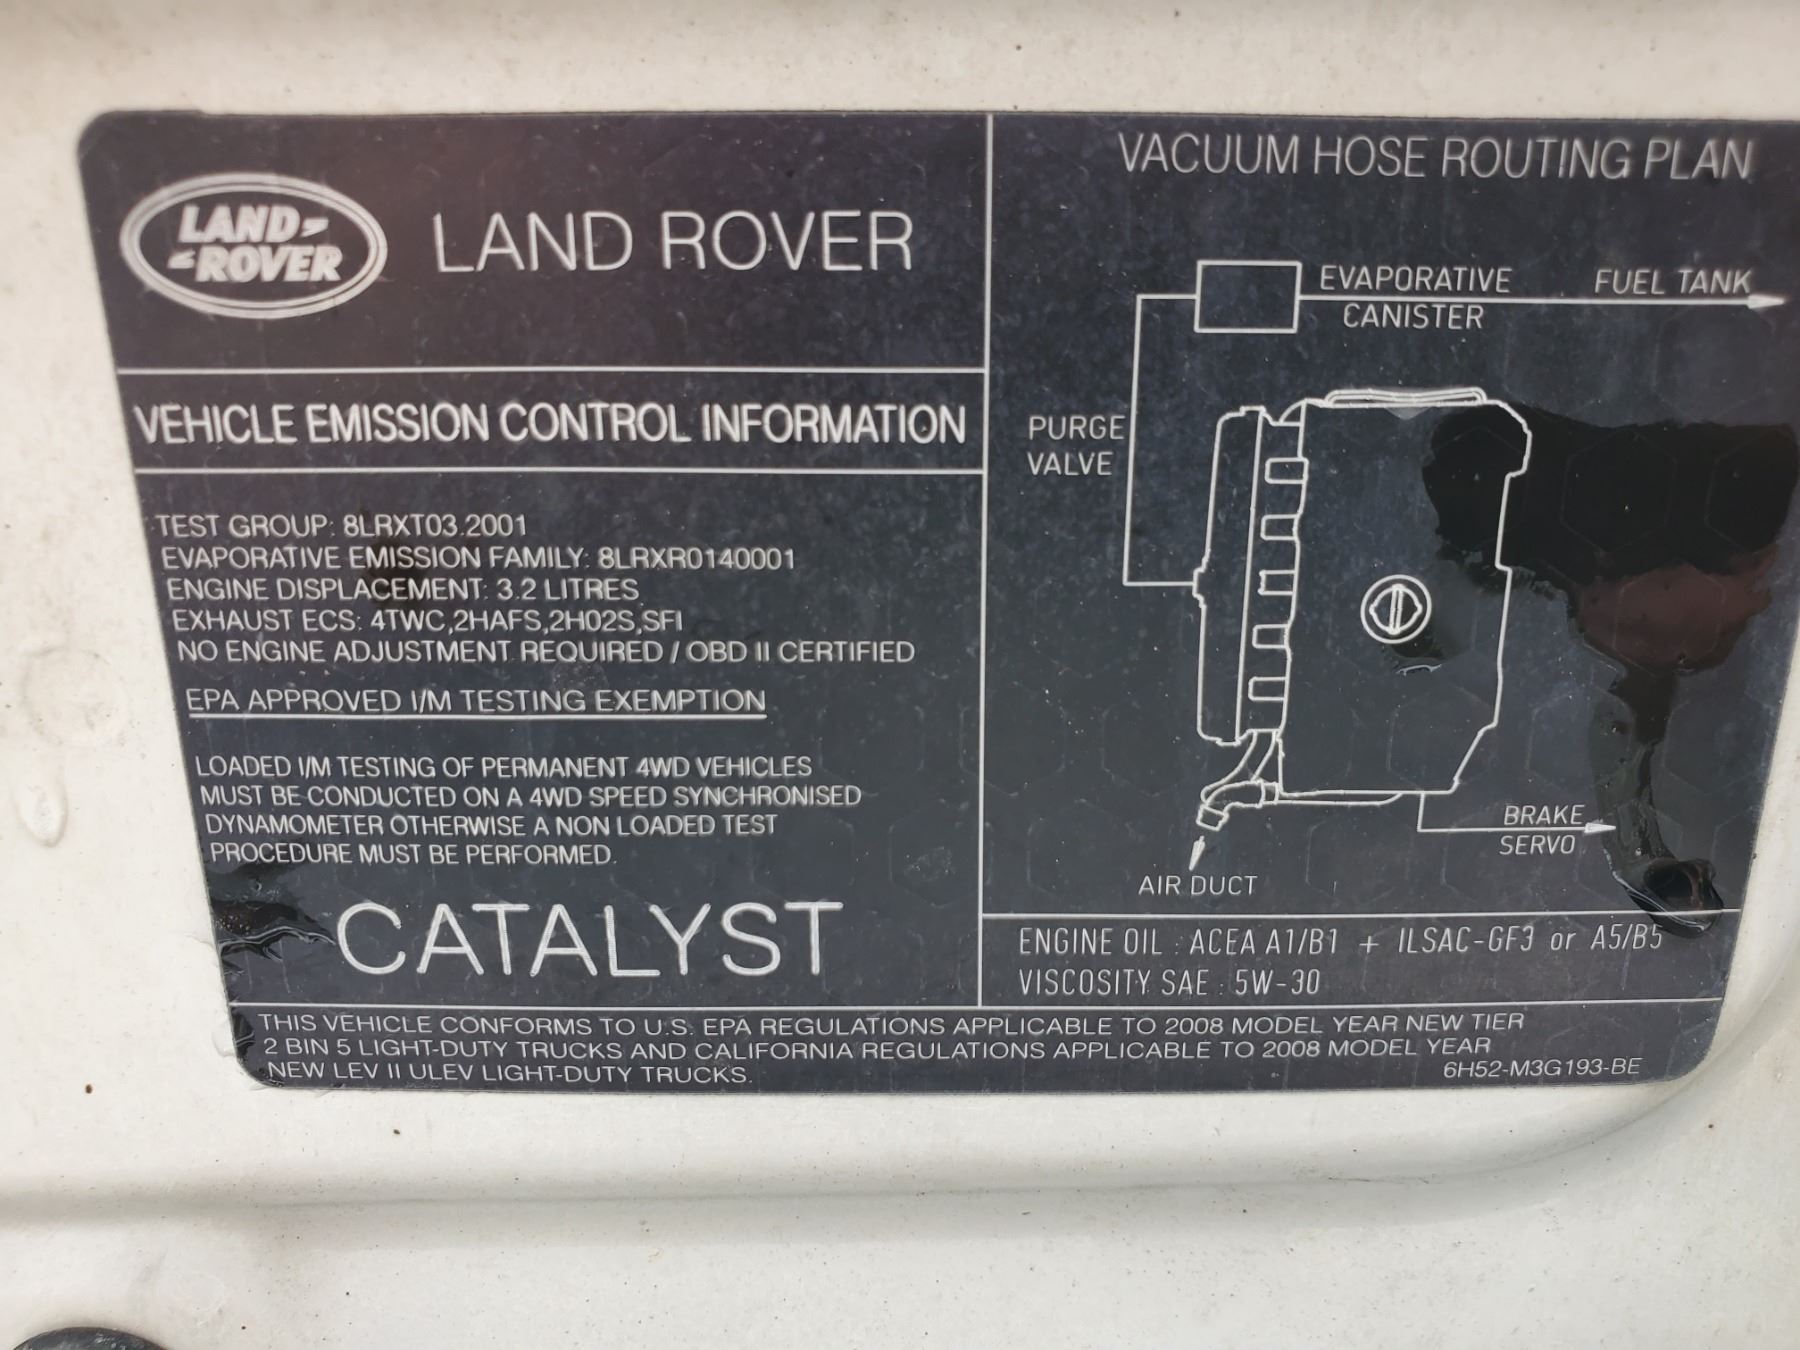 LAND
ROVER
LAND ROVER
VEHICLE EMISSION CONTROL INFORMATION
TEST GROUP: 8LRXT03.2001
EVAPORATIVE EMISSION FAMILY: 8LRXR0140001
ENGINE DISPLACEMENT: 3.2 LITRES
EXHAUST ECS: 4TWC,2HAFS,2H02S,SFI
NO ENGINE ADJUSTMENT REQUIRED / OBD II CERTIFIED
EPA APPROVED I/M TESTING EXEMPTION
LOADED I/M TESTING OF PERMANENT 4WD VEHICLES
MUST BE CONDUCTED ON A 4WD SPEED SYNCHRONISED
DYNAMOMETER OTHERWISE A NON LOADED TEST
PROCEDURE MUST BE PERFORMED.
CATALYST
VACUUM HOSE ROUTING PLAN
EVAPORATIVE
CANISTER
FUEL TANK
PURGE
VALVE
BRAKE
SERVO
AIR DUCT
ENGINE OIL : ACEA A1/B1 + ILSAC-GF3 or A5/B5
VISCOSITY SAE : 5W-30
THIS VEHICLE CONFORMS TO U.S. EPA REGULATIONS APPLICABLE TO 2008 MODEL YEAR NEW TIER
2 BIN 5 LIGHT-DUTY TRUCKS AND CALIFORNIA REGULATIONS APPLICABLE TO 2008 MODEL YEAR
NEW LEV II ULEV LIGHT-DUTY TRUCKS.
6H52-M3G193-BE